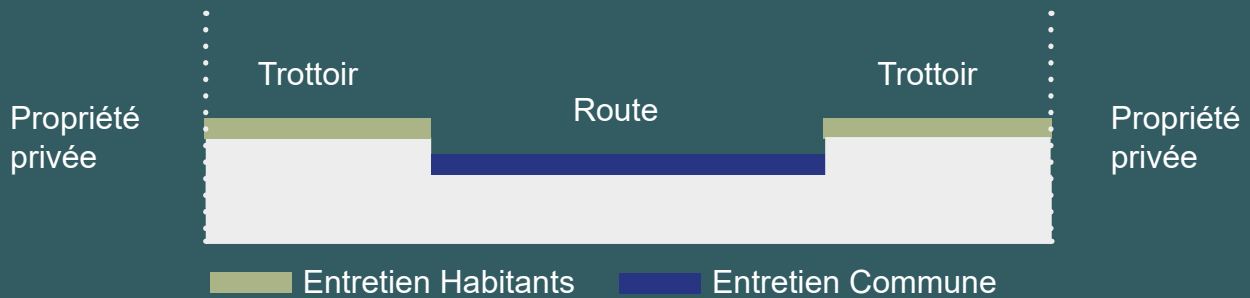 Trottoir
Trottoir
Route
Propriété
privée
Propriété
privée
Entretien Habitants
Entretien Commune